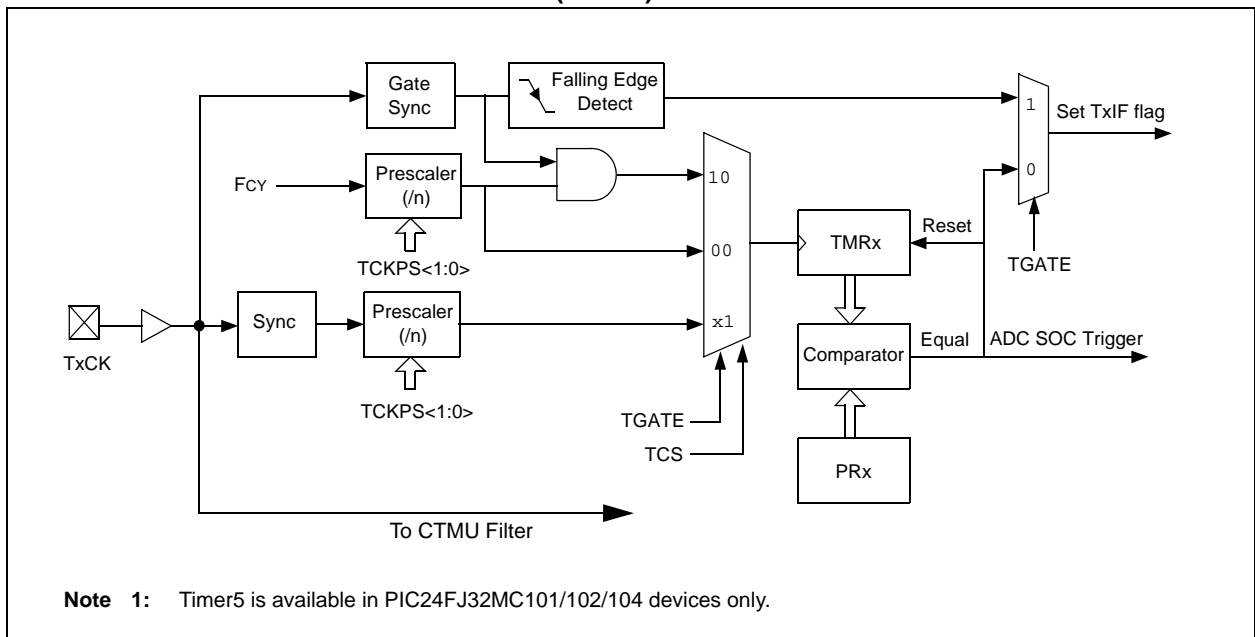 Gate
Sync
Falling Edge
Detect
1
Set TxIF flag
0
FCY
Prescaler
(/n)
10
00
x1
TCKPS<1:0>
TMRx
Reset
TGATE
TxCK
Sync
Prescaler
(/n)
TCKPS<1:0>
Comparator
Equal
ADC SOC Trigger
TGATE
TCS
PRx
To CTMU Filter
Note 1: Timer5 is available in PIC24FJ32MC101/102/104 devices only.